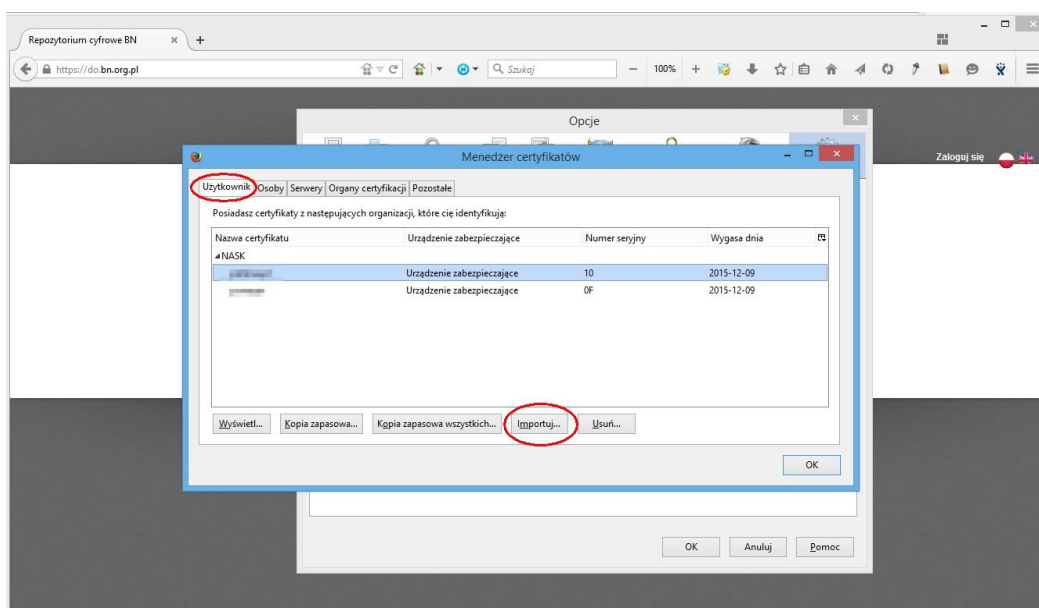 Repozytorium cyfrowe BN
https://do.bn.org.pl
Szukaj
100%
Opcje
Zaloguj się
Menedżer certyfikatów
Użytkownik Osoby Serwery Organy certyfikacji Pozostałe
Posiadasz certyfikaty z następujących organizacji, które cię identyfikują:
Nazwa certyfikatu Urządzenie zabezpieczające Numer seryjny Wygasa dnia
NASK
Urządzenie zabezpieczające 10 2015-12-09
Urządzenie zabezpieczające 0F 2015-12-09
Wyświetl... Kopia zapasowa... Kopia zapasowa wszystkich... Importuj... Usuń...
OK
OK Anuluj Pomoc